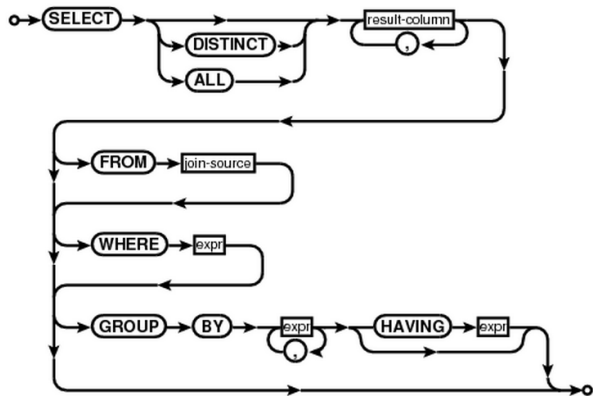 SELECT result-column
DISTINCT ,
ALL
FROM join-source
WHERE expr
GROUP BY expr HAVING expr
,